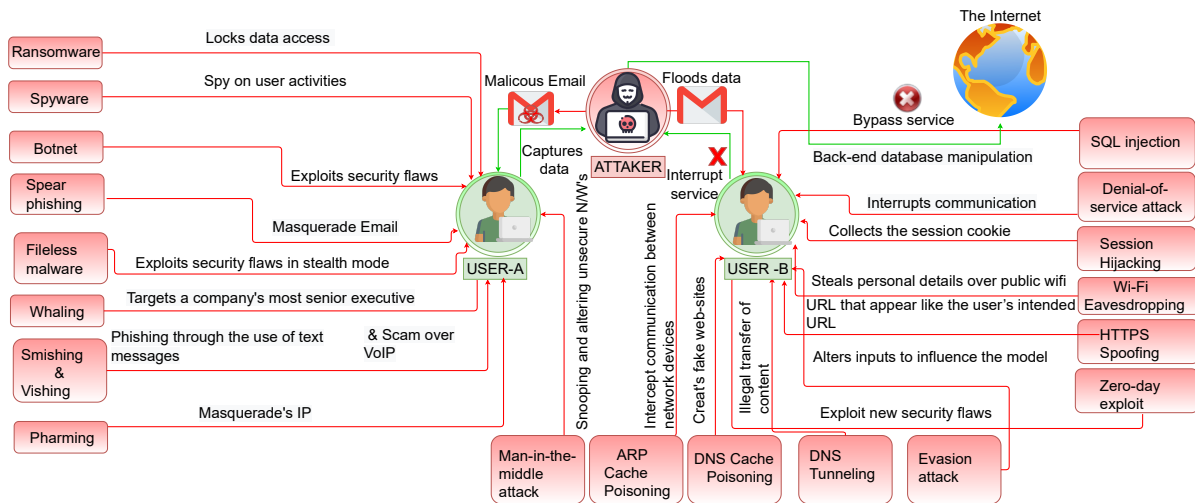 The Internet
Ransomware
Locks data access
Spyware
Spy on user activities
Botnet
Exploits security flaws
Spear
phishing
Masquerade Email
Fileless
malware
Exploits security flaws in stealth mode
Whaling
Targets a company's most senior executive
Smishing
&
Vishing
Phishing through the use of text
messages
& Scam over
VoIP
Pharming
Masquerade's IP
Malicous Email
Floods data
Captures
data
ATTAKER
Interrupt
service
USER-A
USER -B
Bypass service
Back-end database manipulation
SQL injection
Interrupts communication
Denial-of-
service attack
Collects the session cookie
Session
Hijacking
Steals personal details over public wifi
Wi-Fi
Eavesdropping
URL that appear like the user's intended
URL
HTTPS
Spoofing
Alters inputs to influence the model
Zero-day
exploit
Exploit new security flaws
Snooping and altering unsecure N/W's
Intercept communication between
network devices
Creat's fake web-sites
Illegal transfer of
content
Man-in-the-
middle
attack
ARP
Cache
Poisoning
DNS Cache
Poisoning
DNS
Tunneling
Evasion
attack